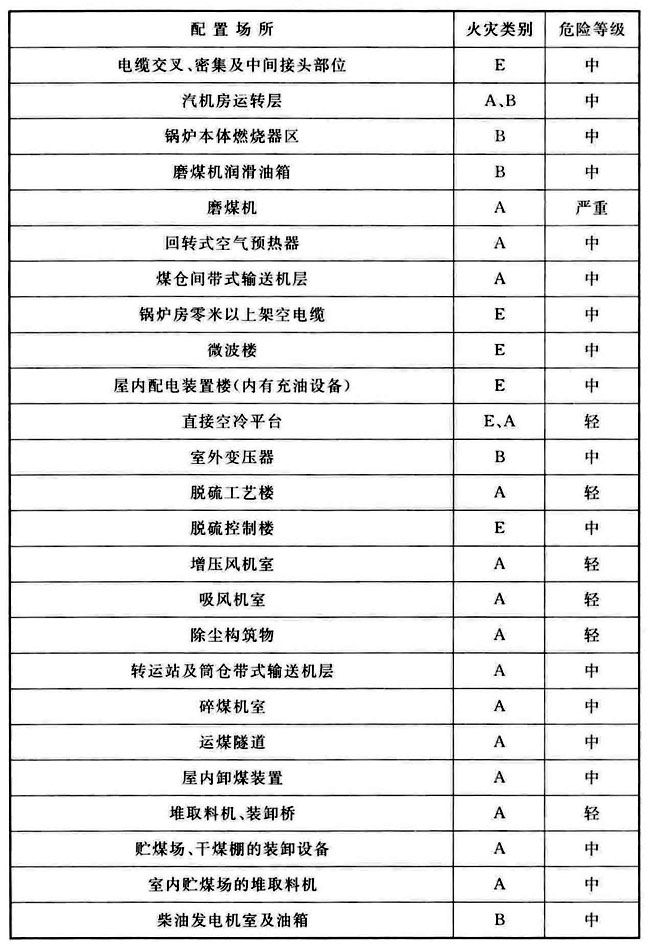 配置场所 火灾类别 危险等级
电缆交叉、密集及中间接头部位 E 中
汽机房运转层 A、B 中
锅炉本体燃烧器区 B 中
磨煤机润滑油箱 B 中
磨煤机 A 严重
回转式空气预热器 A 中
煤仓间带式输送机层 A 中
锅炉房零米以上架空电缆 E 中
微波楼 E 中
屋内配电装置楼(内有充油设备) E 中
直接空冷平台 E、A 轻
室外变压器 B 中
脱硫工艺楼 A 轻
脱硫控制楼 E 中
增压风机室 A 轻
吸风机室 A 轻
除尘构筑物 A 轻
转运站及筒仓带式输送机层 A 中
碎煤机室 A 中
运煤隧道 A 中
屋内卸煤装置 A 中
堆取料机、装卸桥 A 轻
贮煤场、干煤棚的装卸设备 A 中
室内贮煤场的堆取料机 A 中
柴油发电机室及油箱 B 中